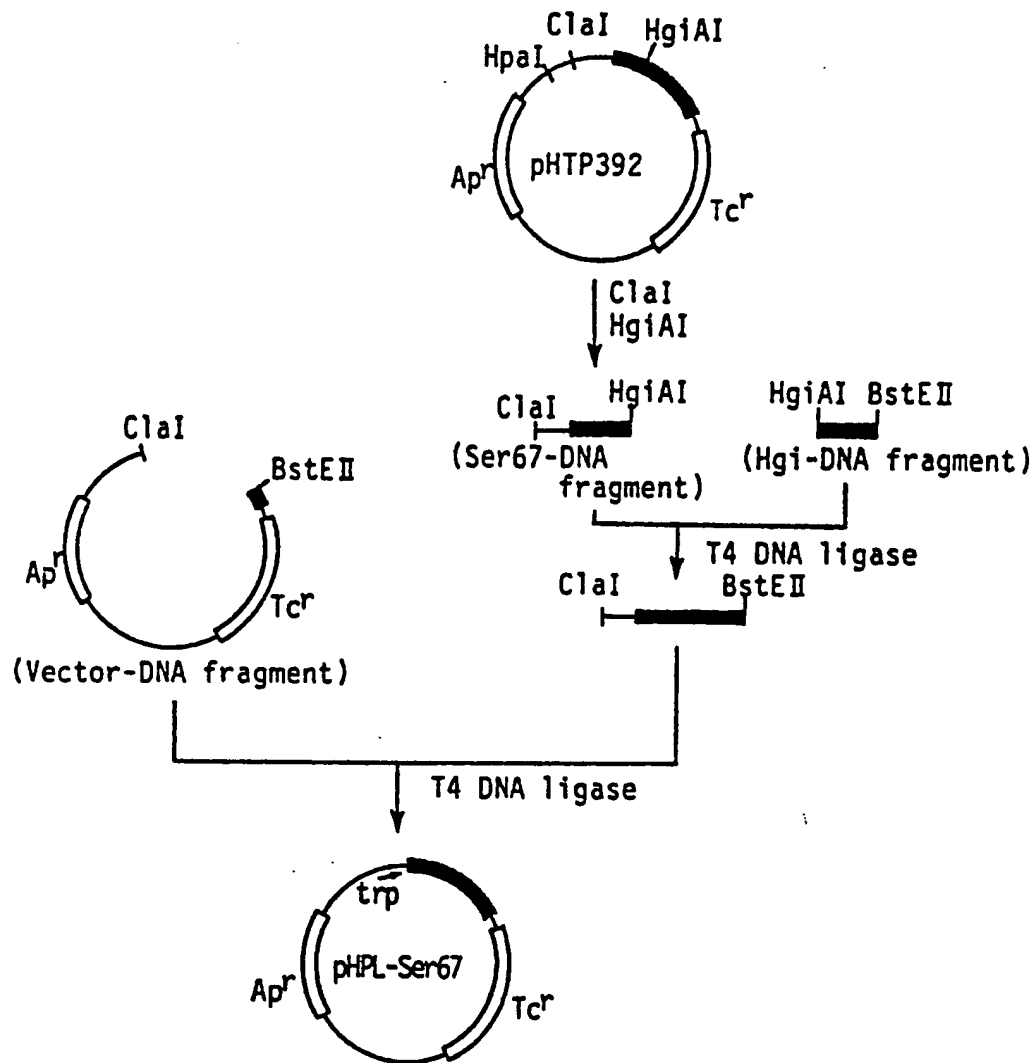 ClaI
HgiAI
HpaI
pHTP392
Apr
Tcr
ClaI
HgiAI
HgiAI
ClaI
(Ser67-DNA
fragment)
HgiAI BstEII
(Hgi-DNA fragment)
ClaI
BstEII
Apr
Tcr
(Vector-DNA fragment)
T4 DNA ligase
ClaI
BstEII
T4 DNA ligase
trp
pHPL-Ser67
Apr
Tcr